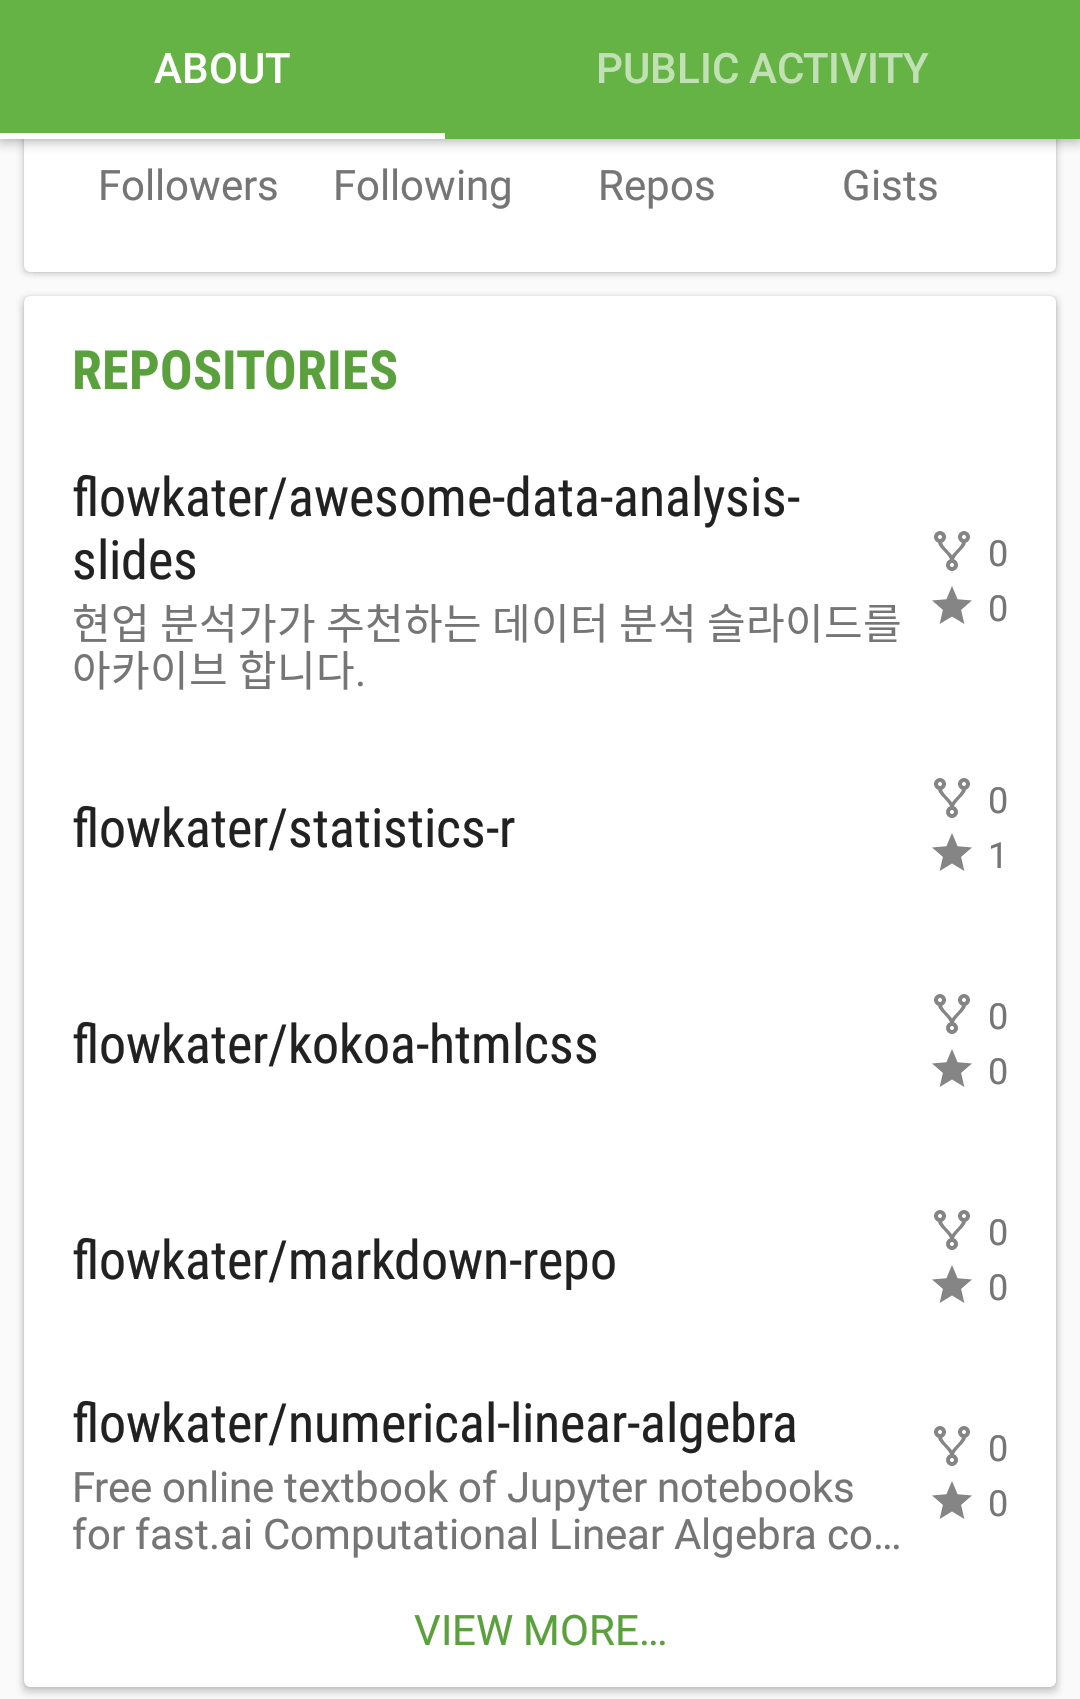 ABOUT PUBLIC ACTIVITY
Followers Following Repos Gists
REPOSITORIES
flowkater/awesome-data-analysis-
slides
현업 분석가가 추천하는 데이터 분석 슬라이드를
아카이브 합니다.
0
0
flowkater/statistics-r
0
1
flowkater/kokoa-htmlcss
0
0
flowkater/markdown-repo
0
0
flowkater/numerical-linear-algebra
Free online textbook of Jupyter notebooks
for fast.ai Computational Linear Algebra co...
0
0
VIEW MORE...